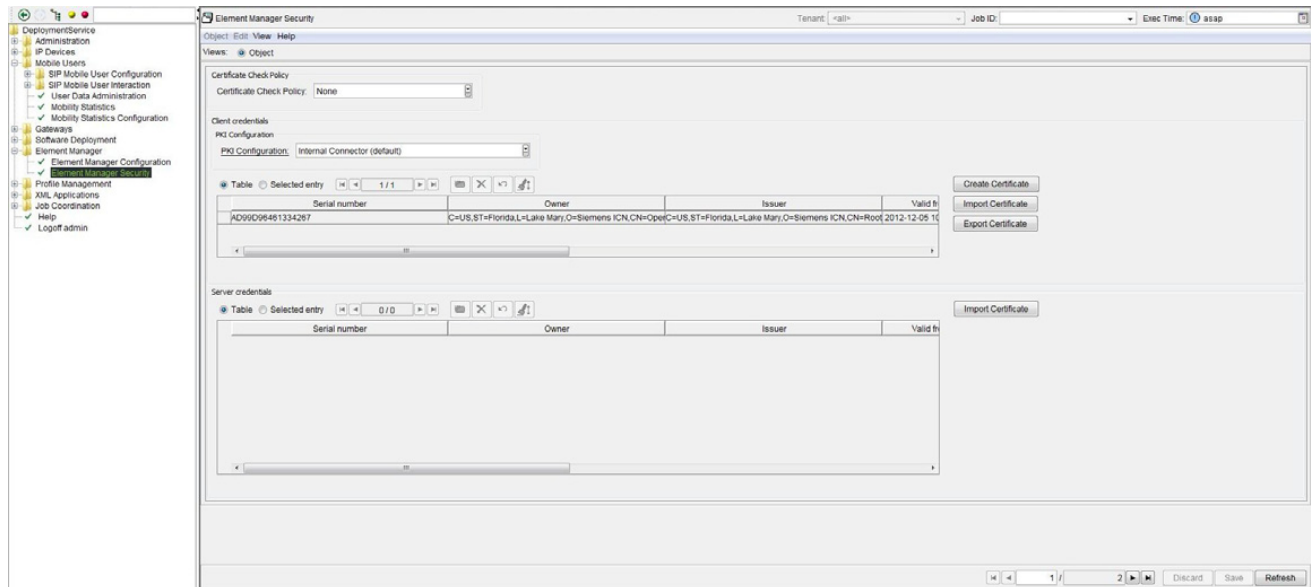 DeploymentService
Administration
IP Devices
Mobile Users
SIP Mobile User Configuration
SIP Mobile User Interaction
User Data Administration
Mobility Statistics
Mobility Statistics Configuration
Gateways
Software Deployment
Element Manager
Element Manager Configuration
Element Manager Security
Profile Management
XML Applications
Job Coordination
Help
Logoff admin
Element Manager Security Tenant: <all> Job ID: Exec Time: asap
Object Edit View Help
Views: Object
Certificate Check Policy
Certificate Check Policy: None
Client credentials
PKI Configuration
PKI Configuration: Internal Connector (default)
Table Selected entry 1 / 1 Create Certificate
Serial number Owner Issuer Valid fr Import Certificate
AD99D96461334267 C=US,ST=Florida,L=Lake Mary,O=Siemens ICN,CN=Oper C=US,ST=Florida,L=Lake Mary,O=Siemens ICN,CN=Root 2012-12-05 10
Export Certificate
Server credentials
Table Selected entry 0 / 0 Import Certificate
Serial number Owner Issuer Valid fr
1 / 2 Discard Save Refresh